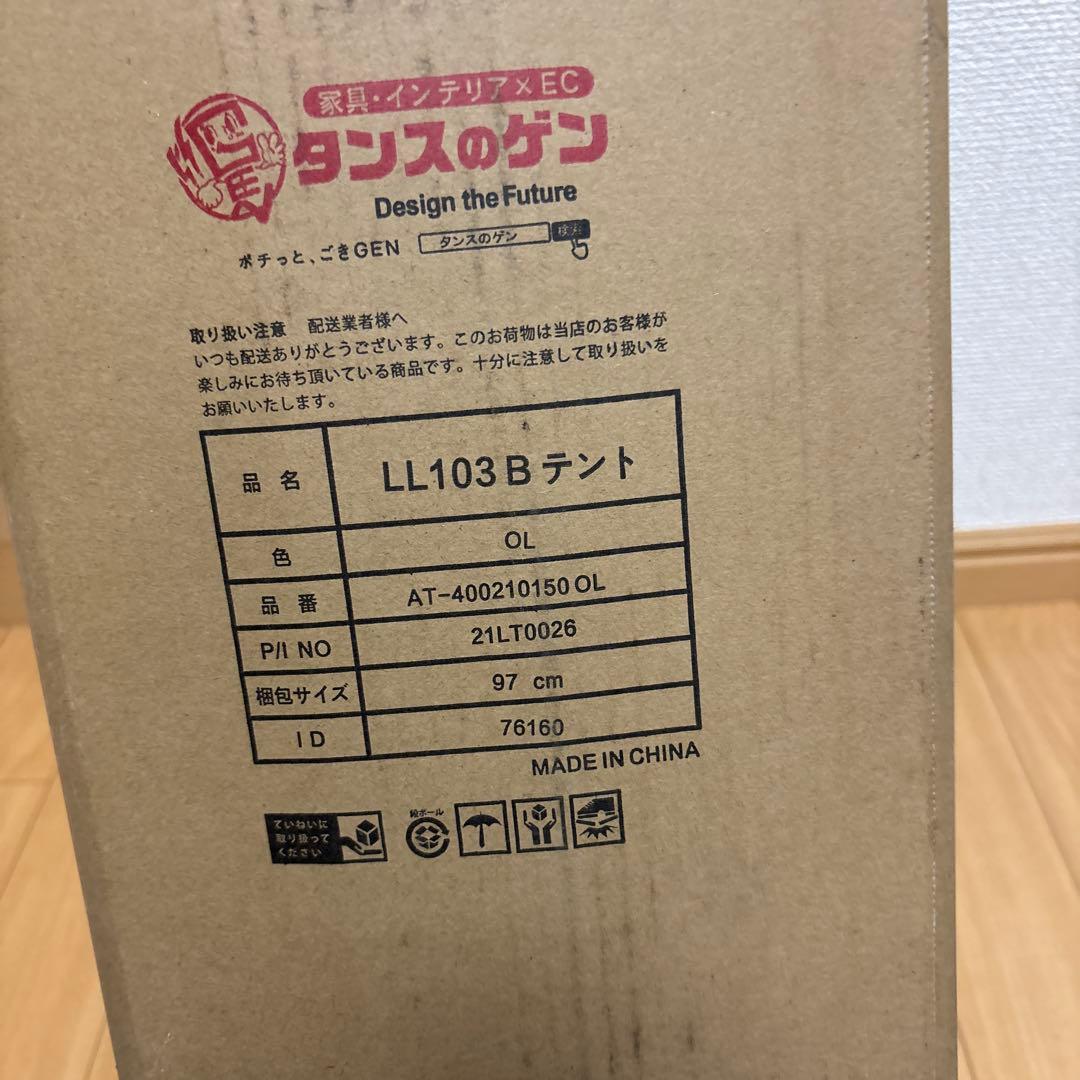 家具・インテリア×EC
タンスのゲン
Design the Future
ポチっと、ごきGEN タンスのゲン 検索
取り扱い注意 配送業者様へ
いつも配送ありがとうございます。このお荷物は当店のお客様が
楽しみにお待ち頂いている商品です。十分に注意して取り扱いを
お願いいたします。
品名 LL103Bテント
色 OL
品番 AT-400210150OL
P/I NO 21LT0026
梱包サイズ 97 cm
ID 76160
MADE IN CHINA
ていねいに
取り扱って
ください
段ボール